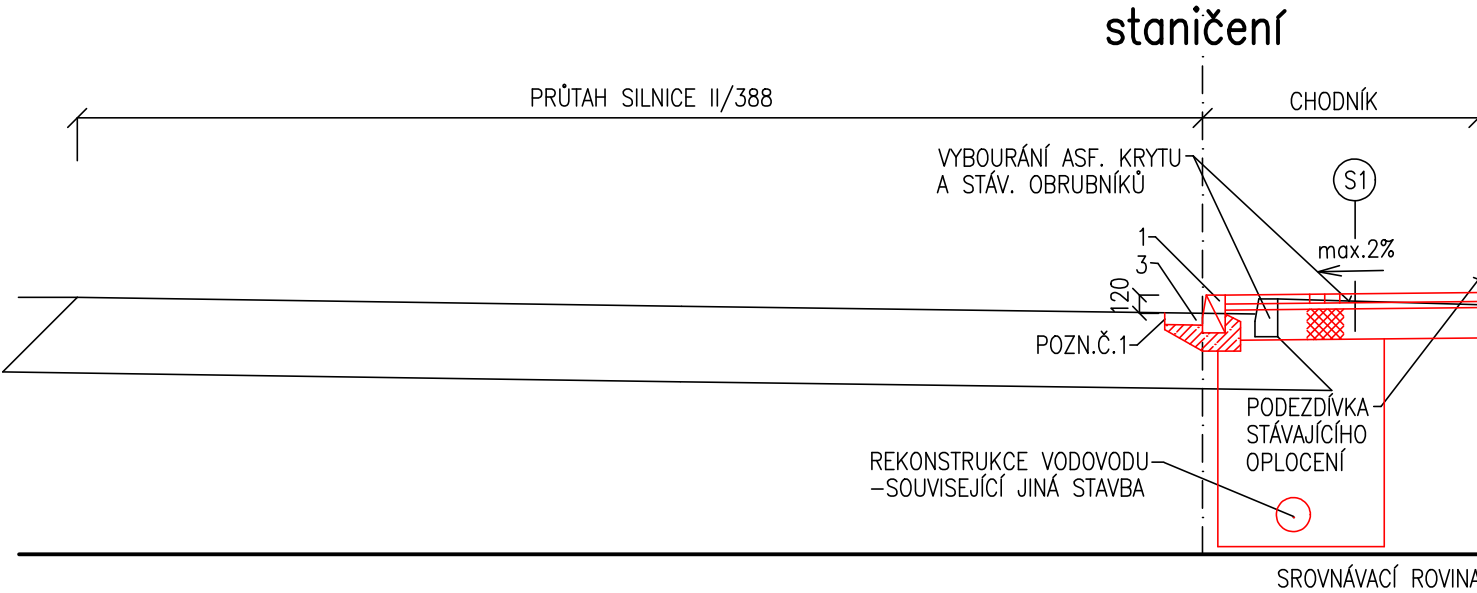 staničení
PRŮTAH SILNICE II/388
CHODNÍK
VYBOURÁNÍ ASF. KRYTU
A STÁV. OBRUBNÍKŮ
S1
1
max.2%
3
120
POZN.Č.1
PODEZDÍVKA
STÁVAJÍCÍHO
OPLOCENÍ
REKONSTRUKCE VODOVODU
-SOUVISEJÍCÍ JINÁ STAVBA
SROVNÁVACÍ ROVINA